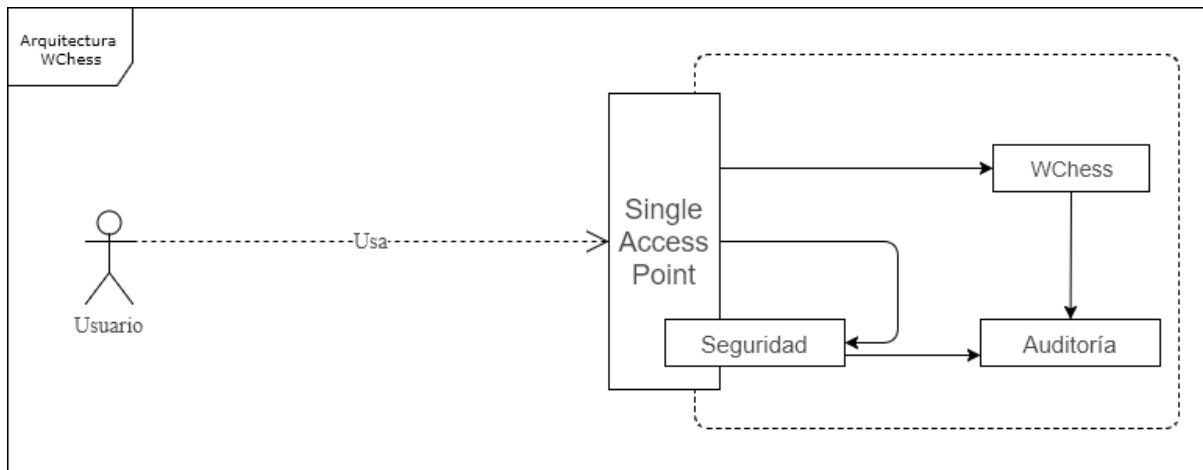 Arquitectura
WChess
Usa
Usuario
Single
Access
Point
WChess
Seguridad
Auditoría